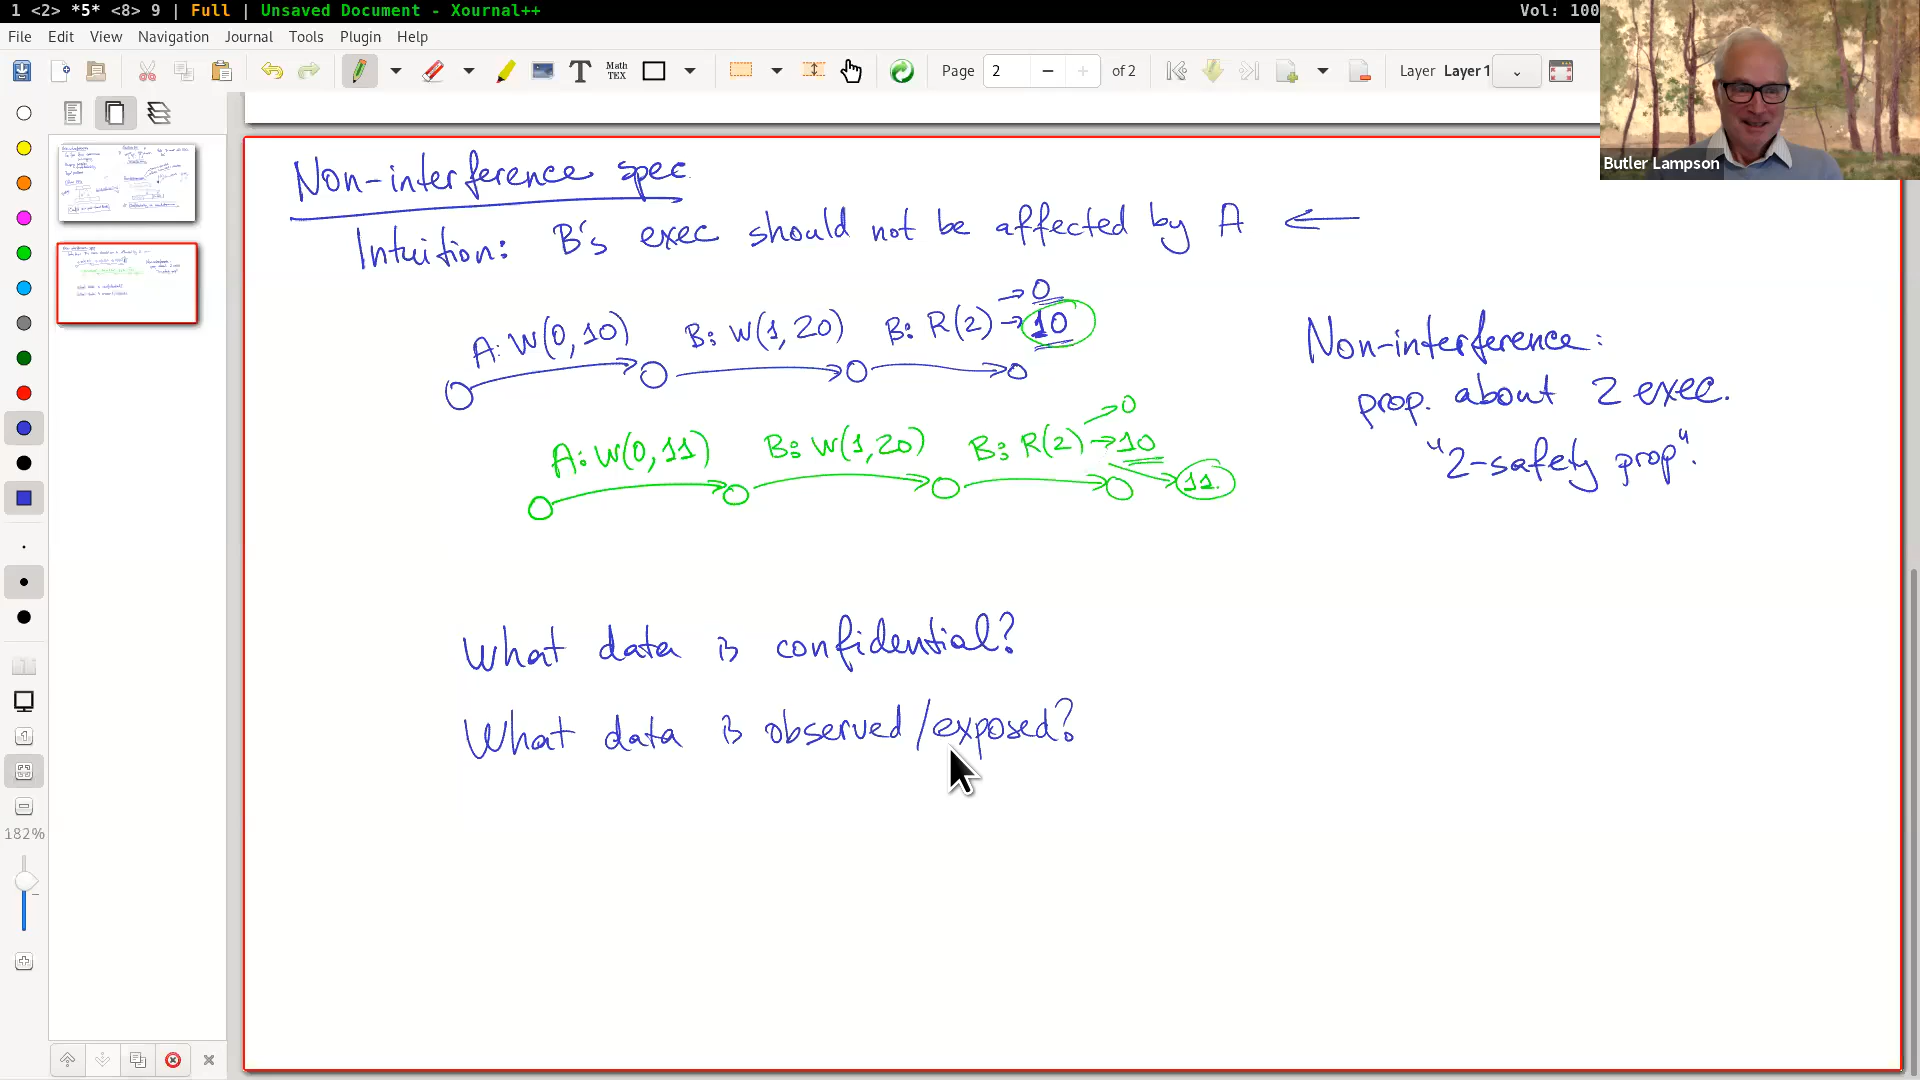 1 <2> *5* <8> 9 | Full | Unsaved Document - Xournal++
Vol: 100
File Edit View Navigation Journal Tools Plugin Help
Math TEX
Page 2 of 2
Layer Layer 1
Butler Lampson
Non-interference spec.
Intuition: B's exec should not be affected by A ←
A: W(0,10) B: W(1,20) B: R(2) → 0
→ 10
Non-interference:
prop. about 2 exec.
"2-safety prop".
A: W(0,11) B: W(1,20) B: R(2) → 0
→ 10
11.
What data is confidential?
What data is observed/exposed?
182%